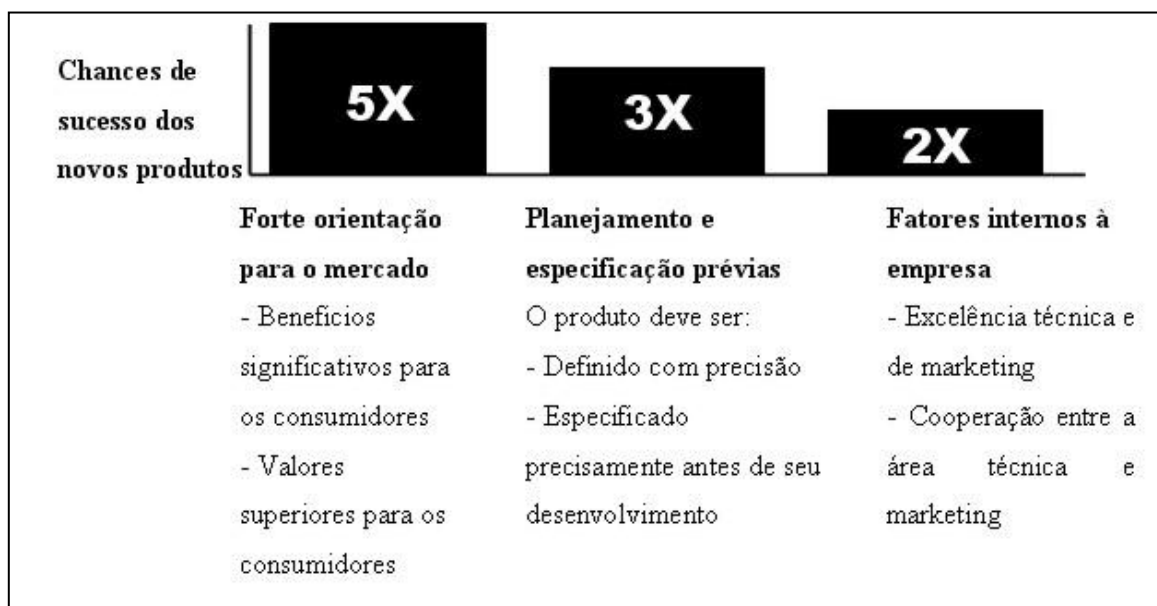 Chances de
sucesso dos
novos produtos
5X
3X
2X
Forte orientação
para o mercado
- Benefícios
significativos para
os consumidores
- Valores
superiores para os
consumidores
Planejamento e
especificação prévias
O produto deve ser:
- Definido com precisão
- Especificado
precisamente antes de seu
desenvolvimento
Fatores internos à
empresa
- Excelência técnica e
de marketing
- Cooperação entre a
área técnica e
marketing